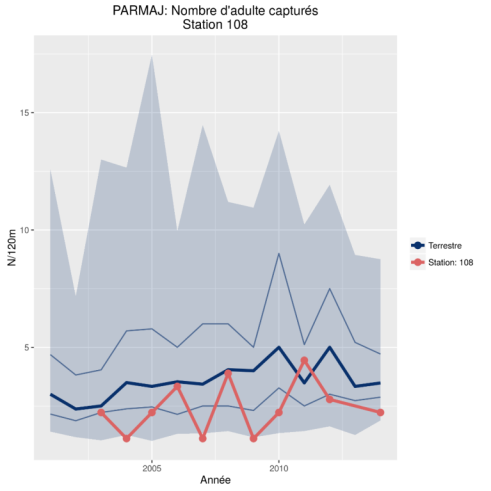 PARMAJ: Nombre d'adulte capturés
Station 108
15
10
5
N/120m
2005
2010
Année
Terrestre
Station: 108